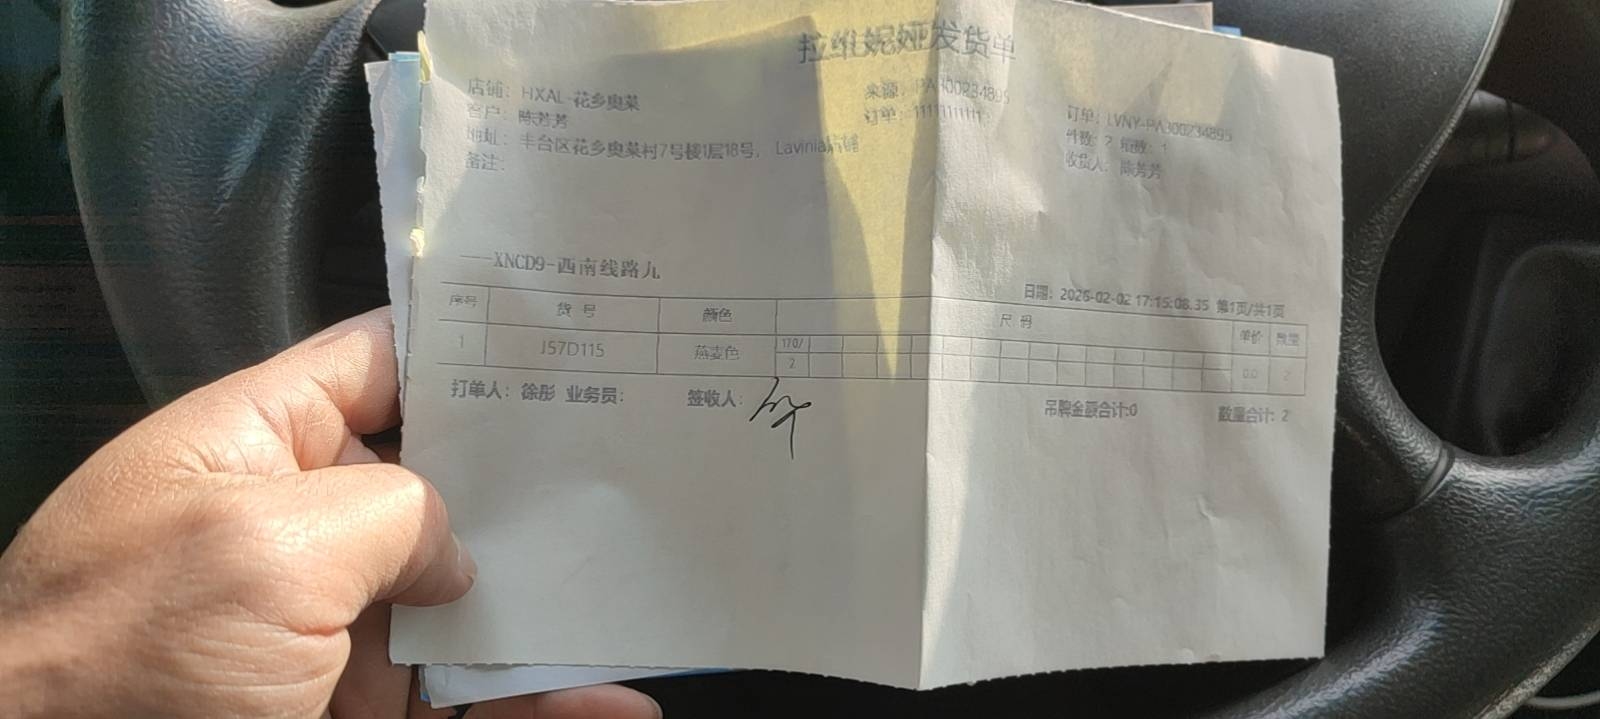 拉维妮娅发货单
店铺：HXAL-花乡奥莱 来源：PA300234895
客户：陈芳芳 订单：1111111111 订单：LVNY-PA300234895
地址：丰台区花乡奥莱村7号楼1层18号， Lavinia店铺 件数：2 箱数：1
备注： 收货人：陈芳芳
——XNCD9-西南线路九
日期：2026-02-02 17:15:08.35 第1页/共1页
序号 货号 颜色 尺码 单价 数量
1 J57D115 燕麦色 170/ 2 0.0 2
打单人：徐彤 业务员： 签收人： 吊牌金额合计:0 数量合计：2